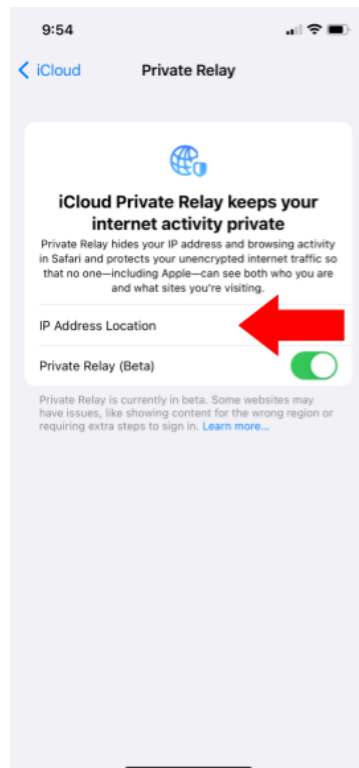 9:54
iCloud
Private Relay
iCloud Private Relay keeps your
internet activity private
Private Relay hides your IP address and browsing activity
in Safari and protects your unencrypted internet traffic so
that no one—including Apple—can see both who you are
and what sites you're visiting.
IP Address Location
Private Relay (Beta)
Private Relay is currently in beta. Some websites may
have issues, like showing content for the wrong region or
requiring extra steps to sign in. Learn more...